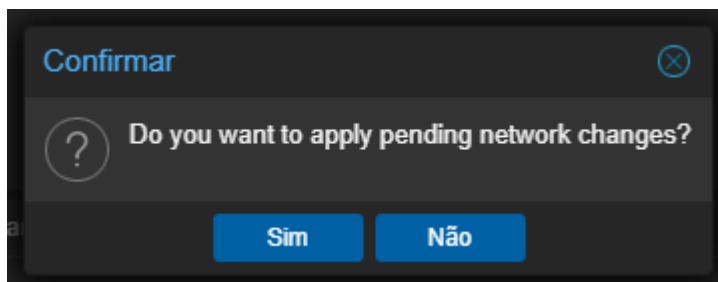 Confirmar
Do you want to apply pending network changes?
Sim
Não